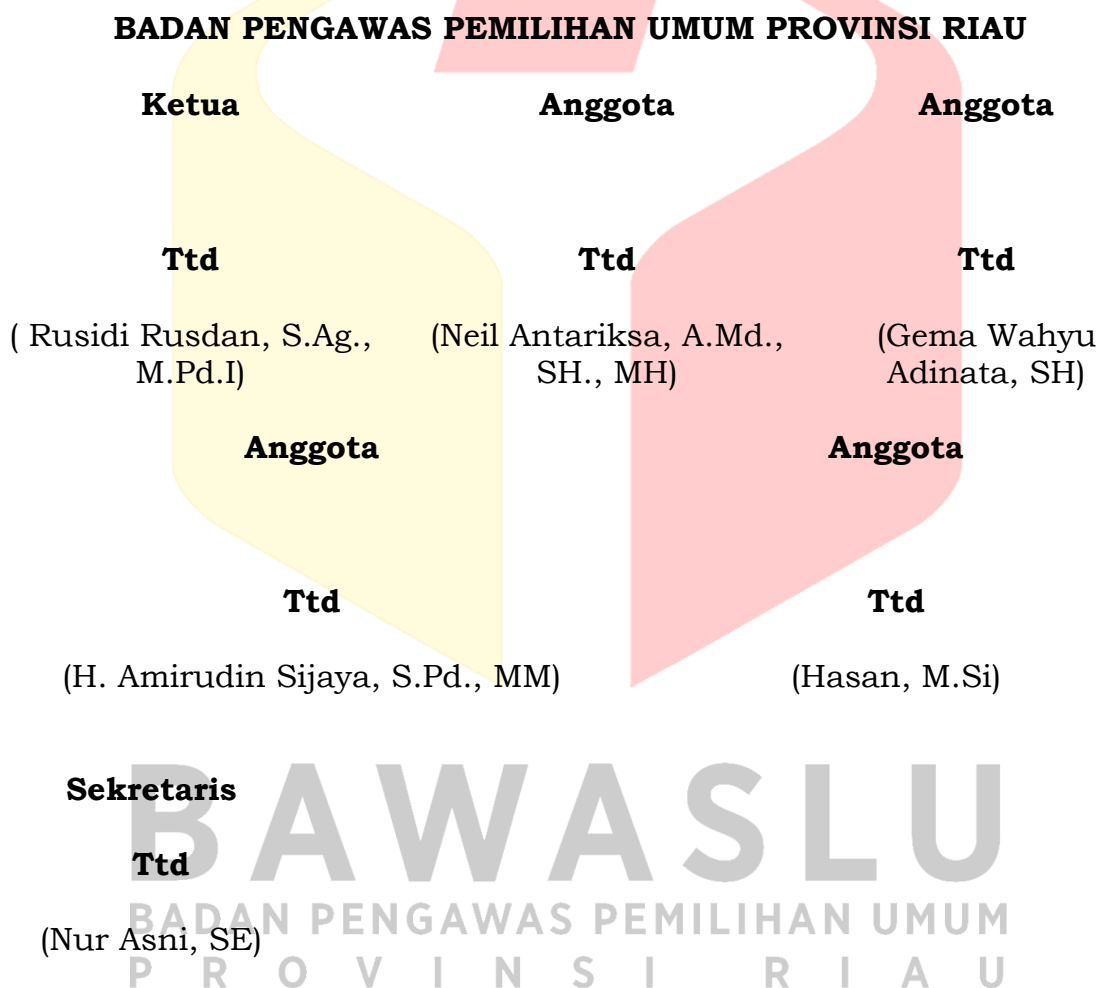 BADAN PENGAWAS PEMILIHAN UMUM PROVINSI RIAU
Ketua Anggota Anggota
Ttd Ttd Ttd
( Rusidi Rusdan, S.Ag., (Neil Antariksa, A.Md., (Gema Wahyu
M.Pd.I) SH., MH) Adinata, SH)
Anggota Anggota
Ttd Ttd
(H. Amirudin Sijaya, S.Pd., MM) (Hasan, M.Si)
Sekretaris
BAWASLU
Ttd
BADAN PENGAWAS PEMILIHAN UMUM
(Nur Asni, SE)
PROVINSI RIAU